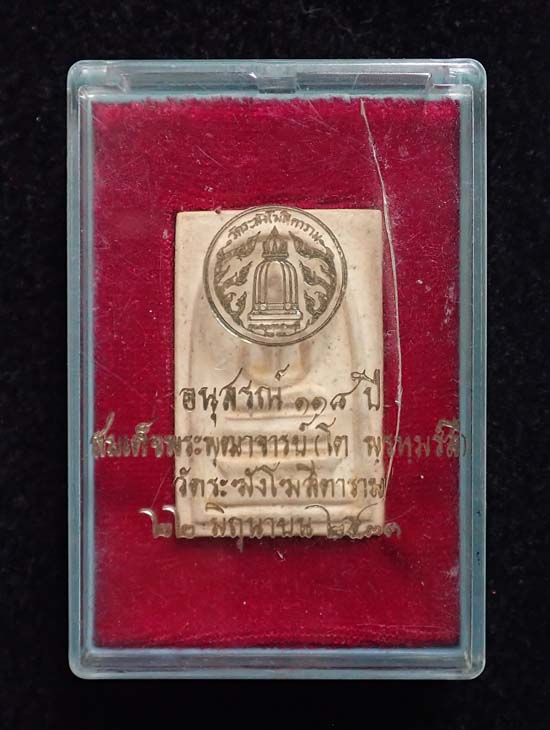 วัดระฆังโฆสิตาราม
อนุสรณ์ ๑๑๘ ปี
สมเด็จพระพุฒาจารย์ (โต พฺรหฺมรํสี)
วัดระฆังโฆสิตาราม
๒๒ มิถุนายน ๒๕๓๓